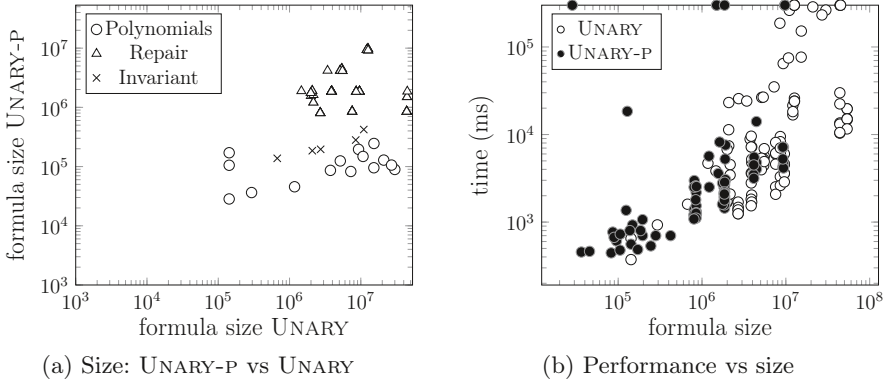 formula size UNARY-P
10^7
10^6
10^5
10^4
10^3
Polynomials
Repair
Invariant
10^3 10^4 10^5 10^6 10^7
formula size UNARY
(a) Size: UNARY-P vs UNARY
time (ms)
10^5
10^4
10^3
UNARY
UNARY-P
10^5 10^6 10^7 10^8
formula size
(b) Performance vs size